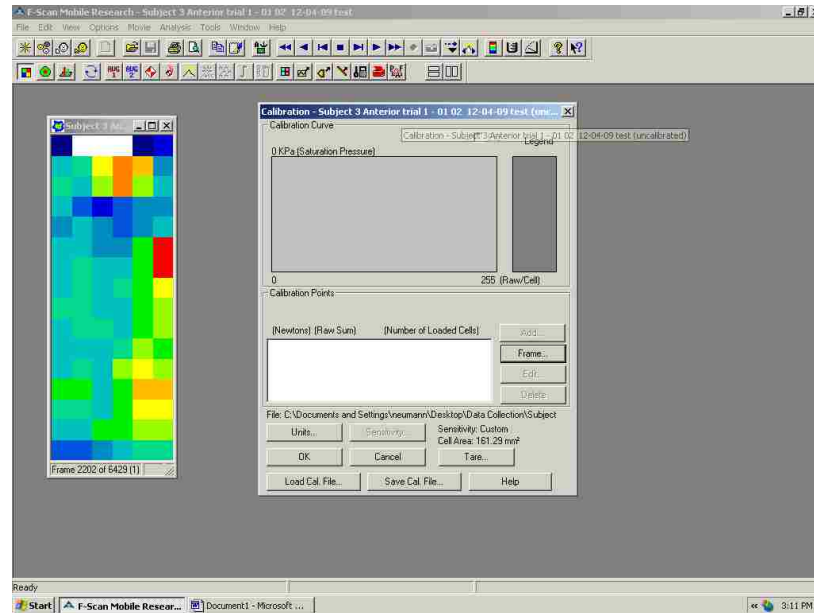 F-Scan Mobile Research - Subject 3 Anterior trial 1 - 01 02 12-04-09 test
File Edit View Options Movie Analysis Tools Window Help
Subject 3 An...
Calibration - Subject 3 Anterior trial 1 - 01 02 12-04-09 test (unc...
Calibration Curve
Calibration - Subject 3 Anterior trial 1 - 01 02 12-04-09 test (uncalibrated)
Legend
0 KPa (Saturation Pressure)
0 255 (Raw/Cell)
Calibration Points
(Newtons) (Raw Sum) (Number of Loaded Cells)
Add...
Frame...
Edit...
Delete
File: C:\Documents and Settings\neumann\Desktop\Data Collection\Subject
Units... Sensitivity... Sensitivity: Custom
Cell Area: 161.29 mm²
OK Cancel Tare...
Load Cal. File... Save Cal. File... Help
Frame 2202 of 6429 (1)
Ready
Start F-Scan Mobile Resear... Document1 - Microsoft ... 3:11 PM